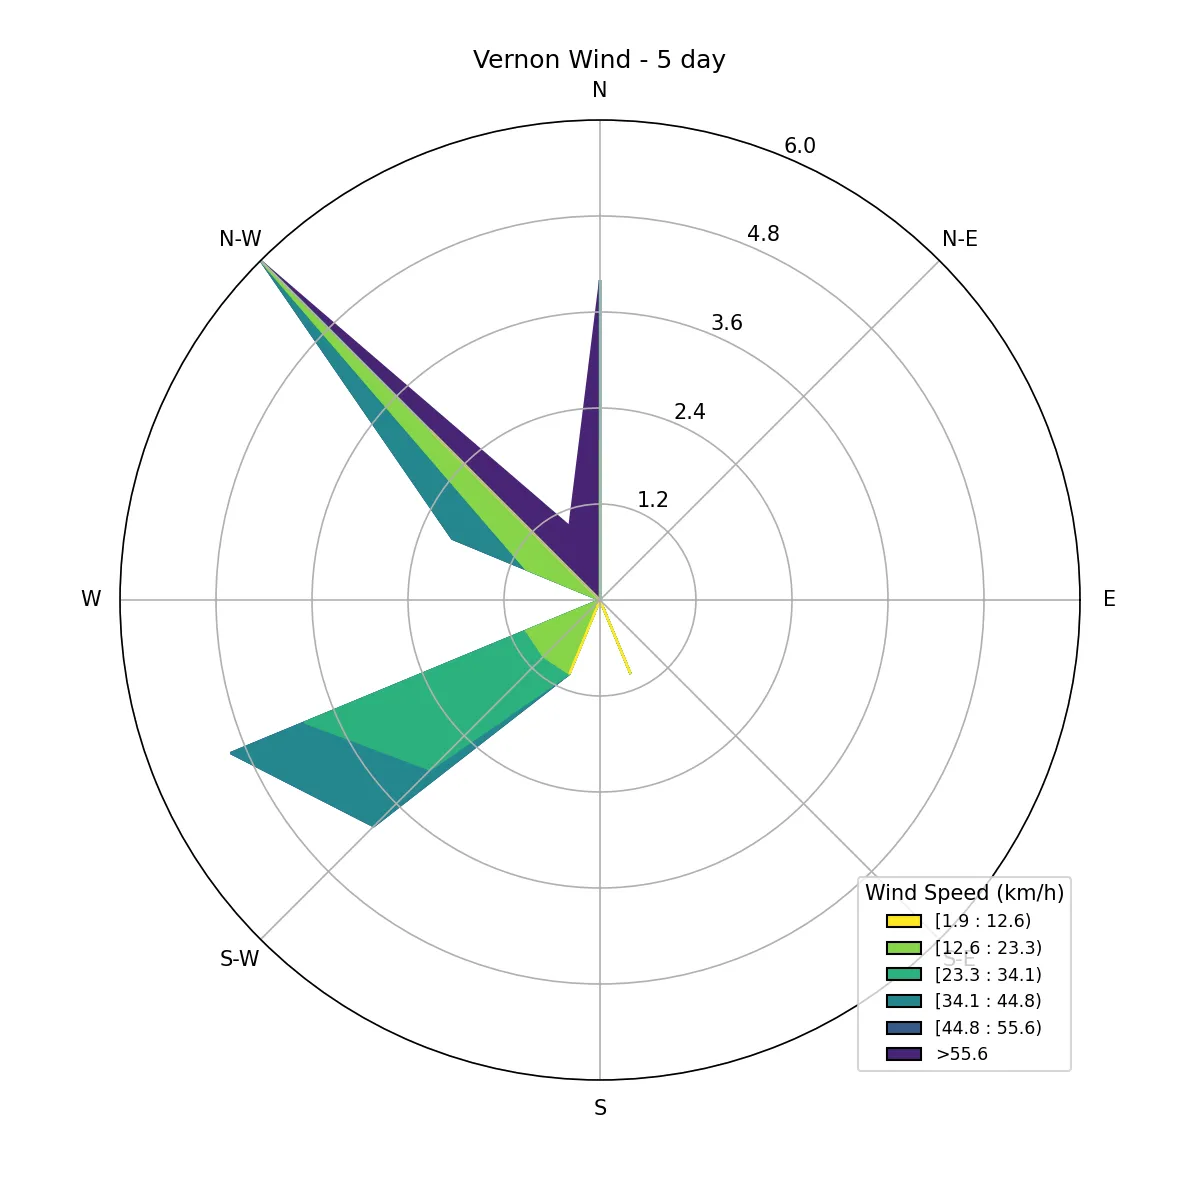 Vernon Wind - 5 day
N
6.0
N-W
4.8
N-E
3.6
2.4
1.2
W
E
Wind Speed (km/h)
[1.9 : 12.6)
[12.6 : 23.3)
S-W
S-E
[23.3 : 34.1)
[34.1 : 44.8)
[44.8 : 55.6)
>55.6
S